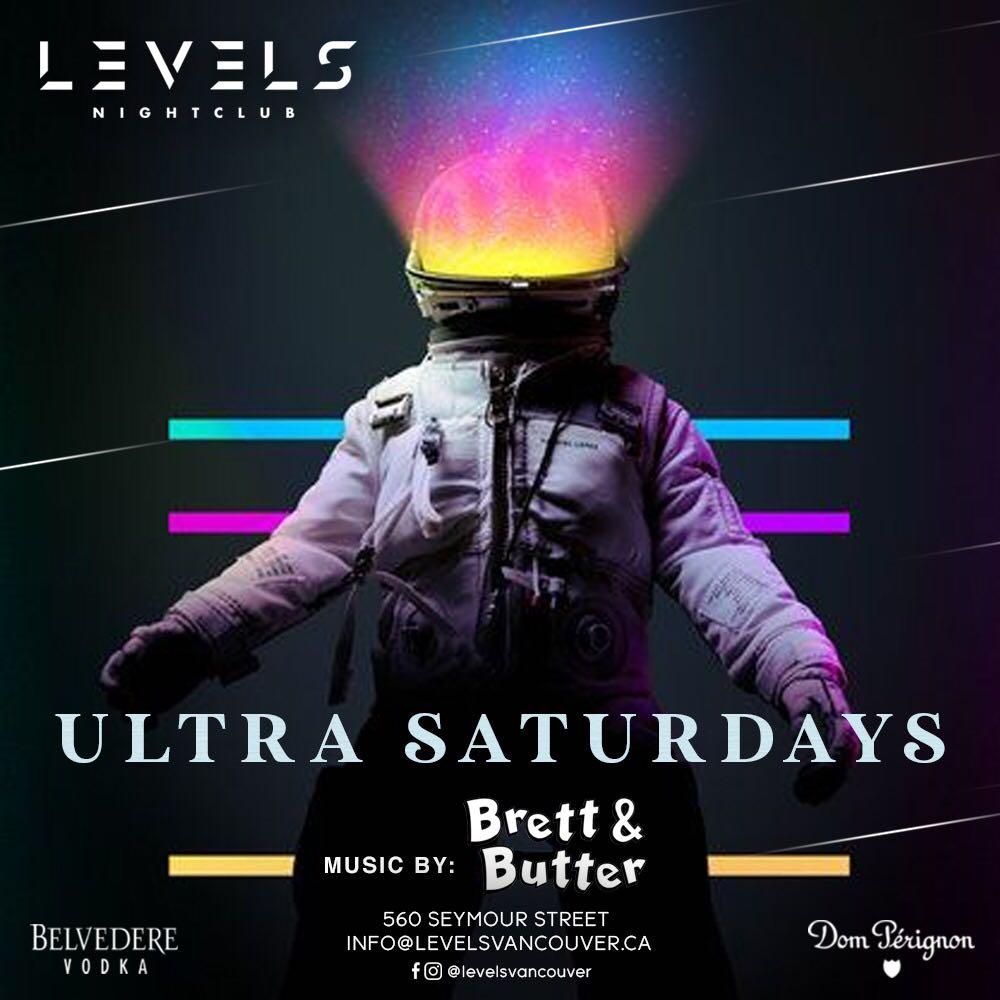 LEVELS
NIGHTCLUB
ULTRA SATURDAYS
MUSIC BY:
Brett &
Butter
560 SEYMOUR STREET
INFO@LEVELSVANCOUVER.CA
@levelsvancouver
BELVEDERE
VODKA
Dom Pérignon